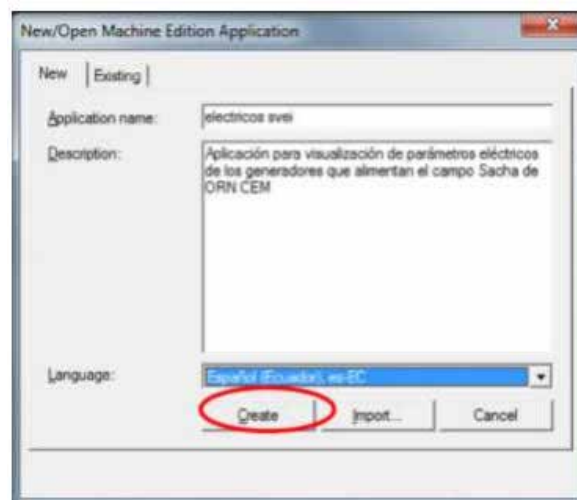 New/Open Machine Edition Application
New
Existing
Application name:
electricos svei
Description:
Aplicación para visualización de parámetros eléctricos
de los generadores que alimentan el campo Sacha de
ORN CEM
Language:
Español (Ecuador), es-EC
Create
Import...
Cancel